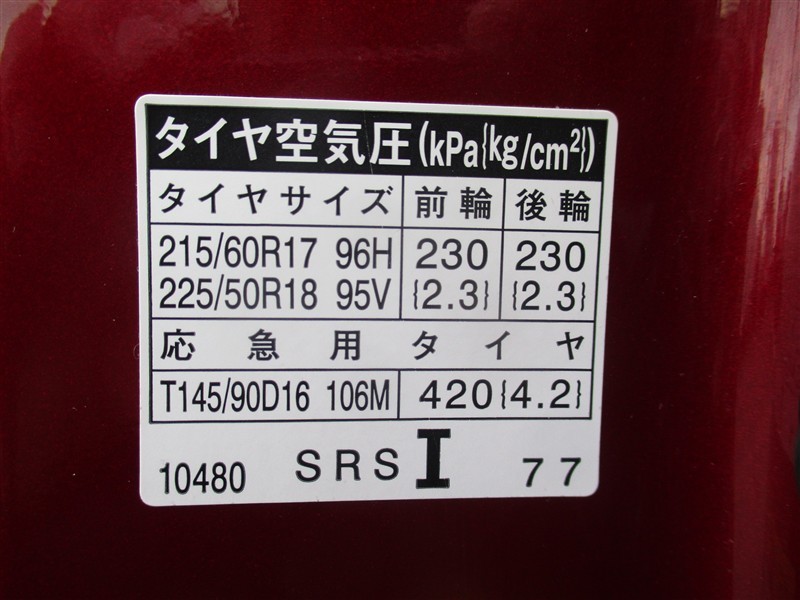 タイヤ空気圧(kPa{kg/cm²})
タイヤサイズ 前輪 後輪
215/60R17 96H 230 230
225/50R18 95V {2.3} {2.3}
応急用タイヤ
T145/90D16 106M 420{4.2}
10480 SRS I 77